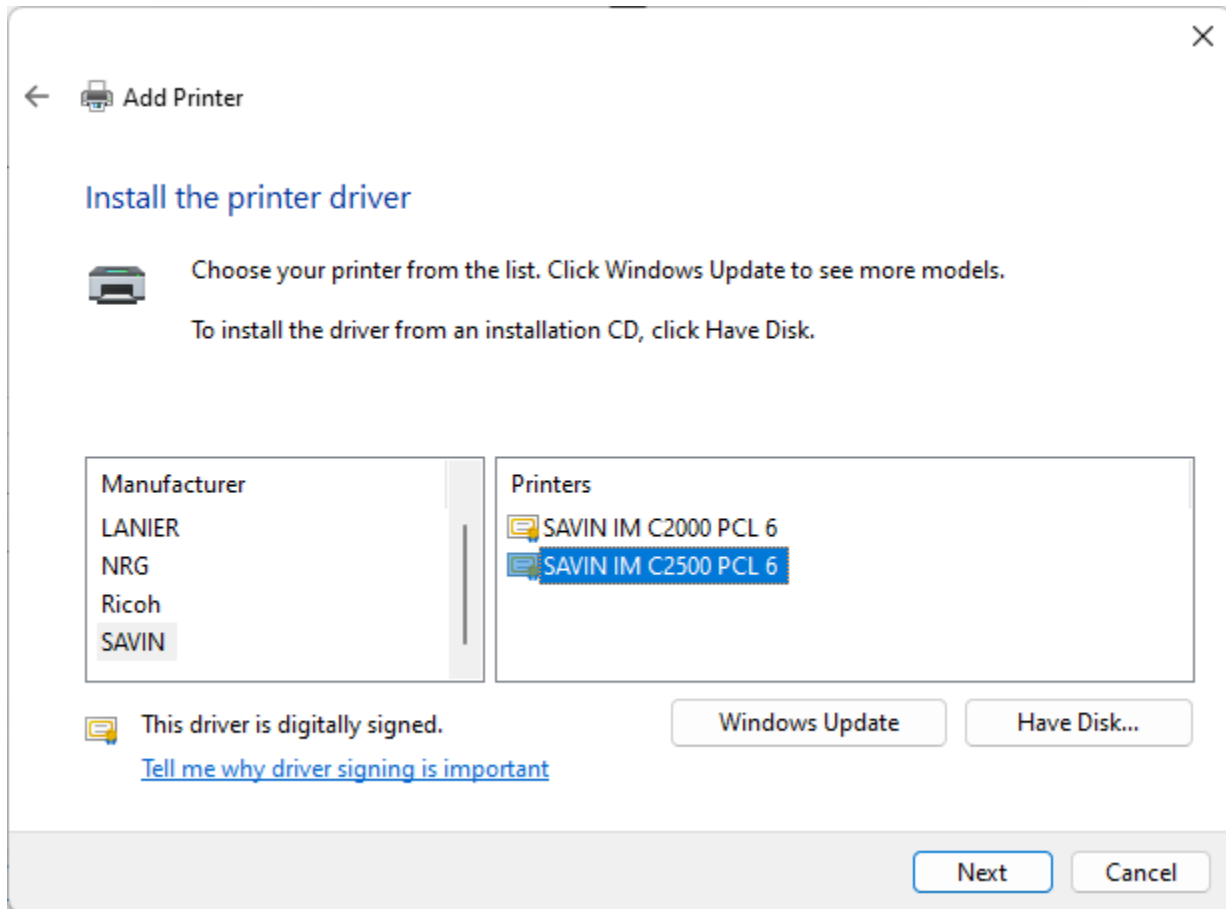 Add Printer
Install the printer driver
Choose your printer from the list. Click Windows Update to see more models.
To install the driver from an installation CD, click Have Disk.
Manufacturer
LANIER
NRG
Ricoh
SAVIN
Printers
SAVIN IM C2000 PCL 6
SAVIN IM C2500 PCL 6
This driver is digitally signed.
Tell me why driver signing is important
Windows Update
Have Disk...
Next
Cancel